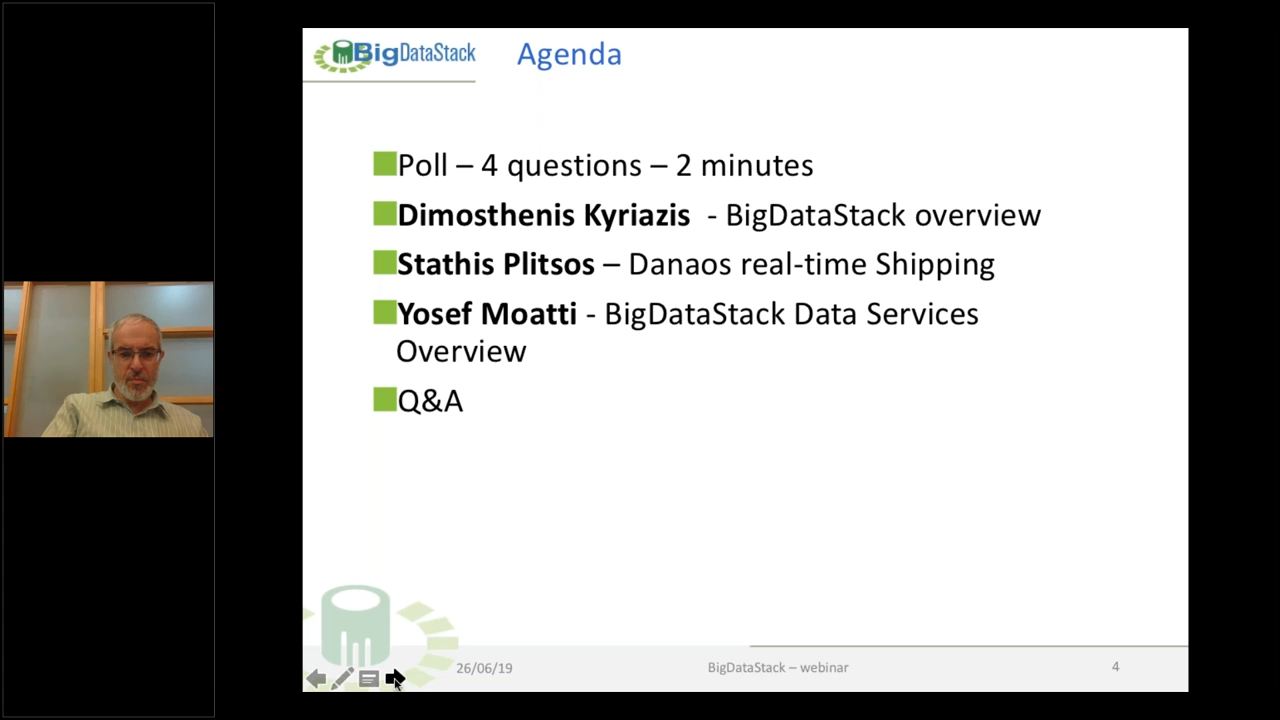 BigDataStack
Agenda
Poll – 4 questions – 2 minutes
Dimosthenis Kyriazis - BigDataStack overview
Stathis Plitsos – Danaos real-time Shipping
Yosef Moatti - BigDataStack Data Services
Overview
Q&A
26/06/19
BigDataStack – webinar
4